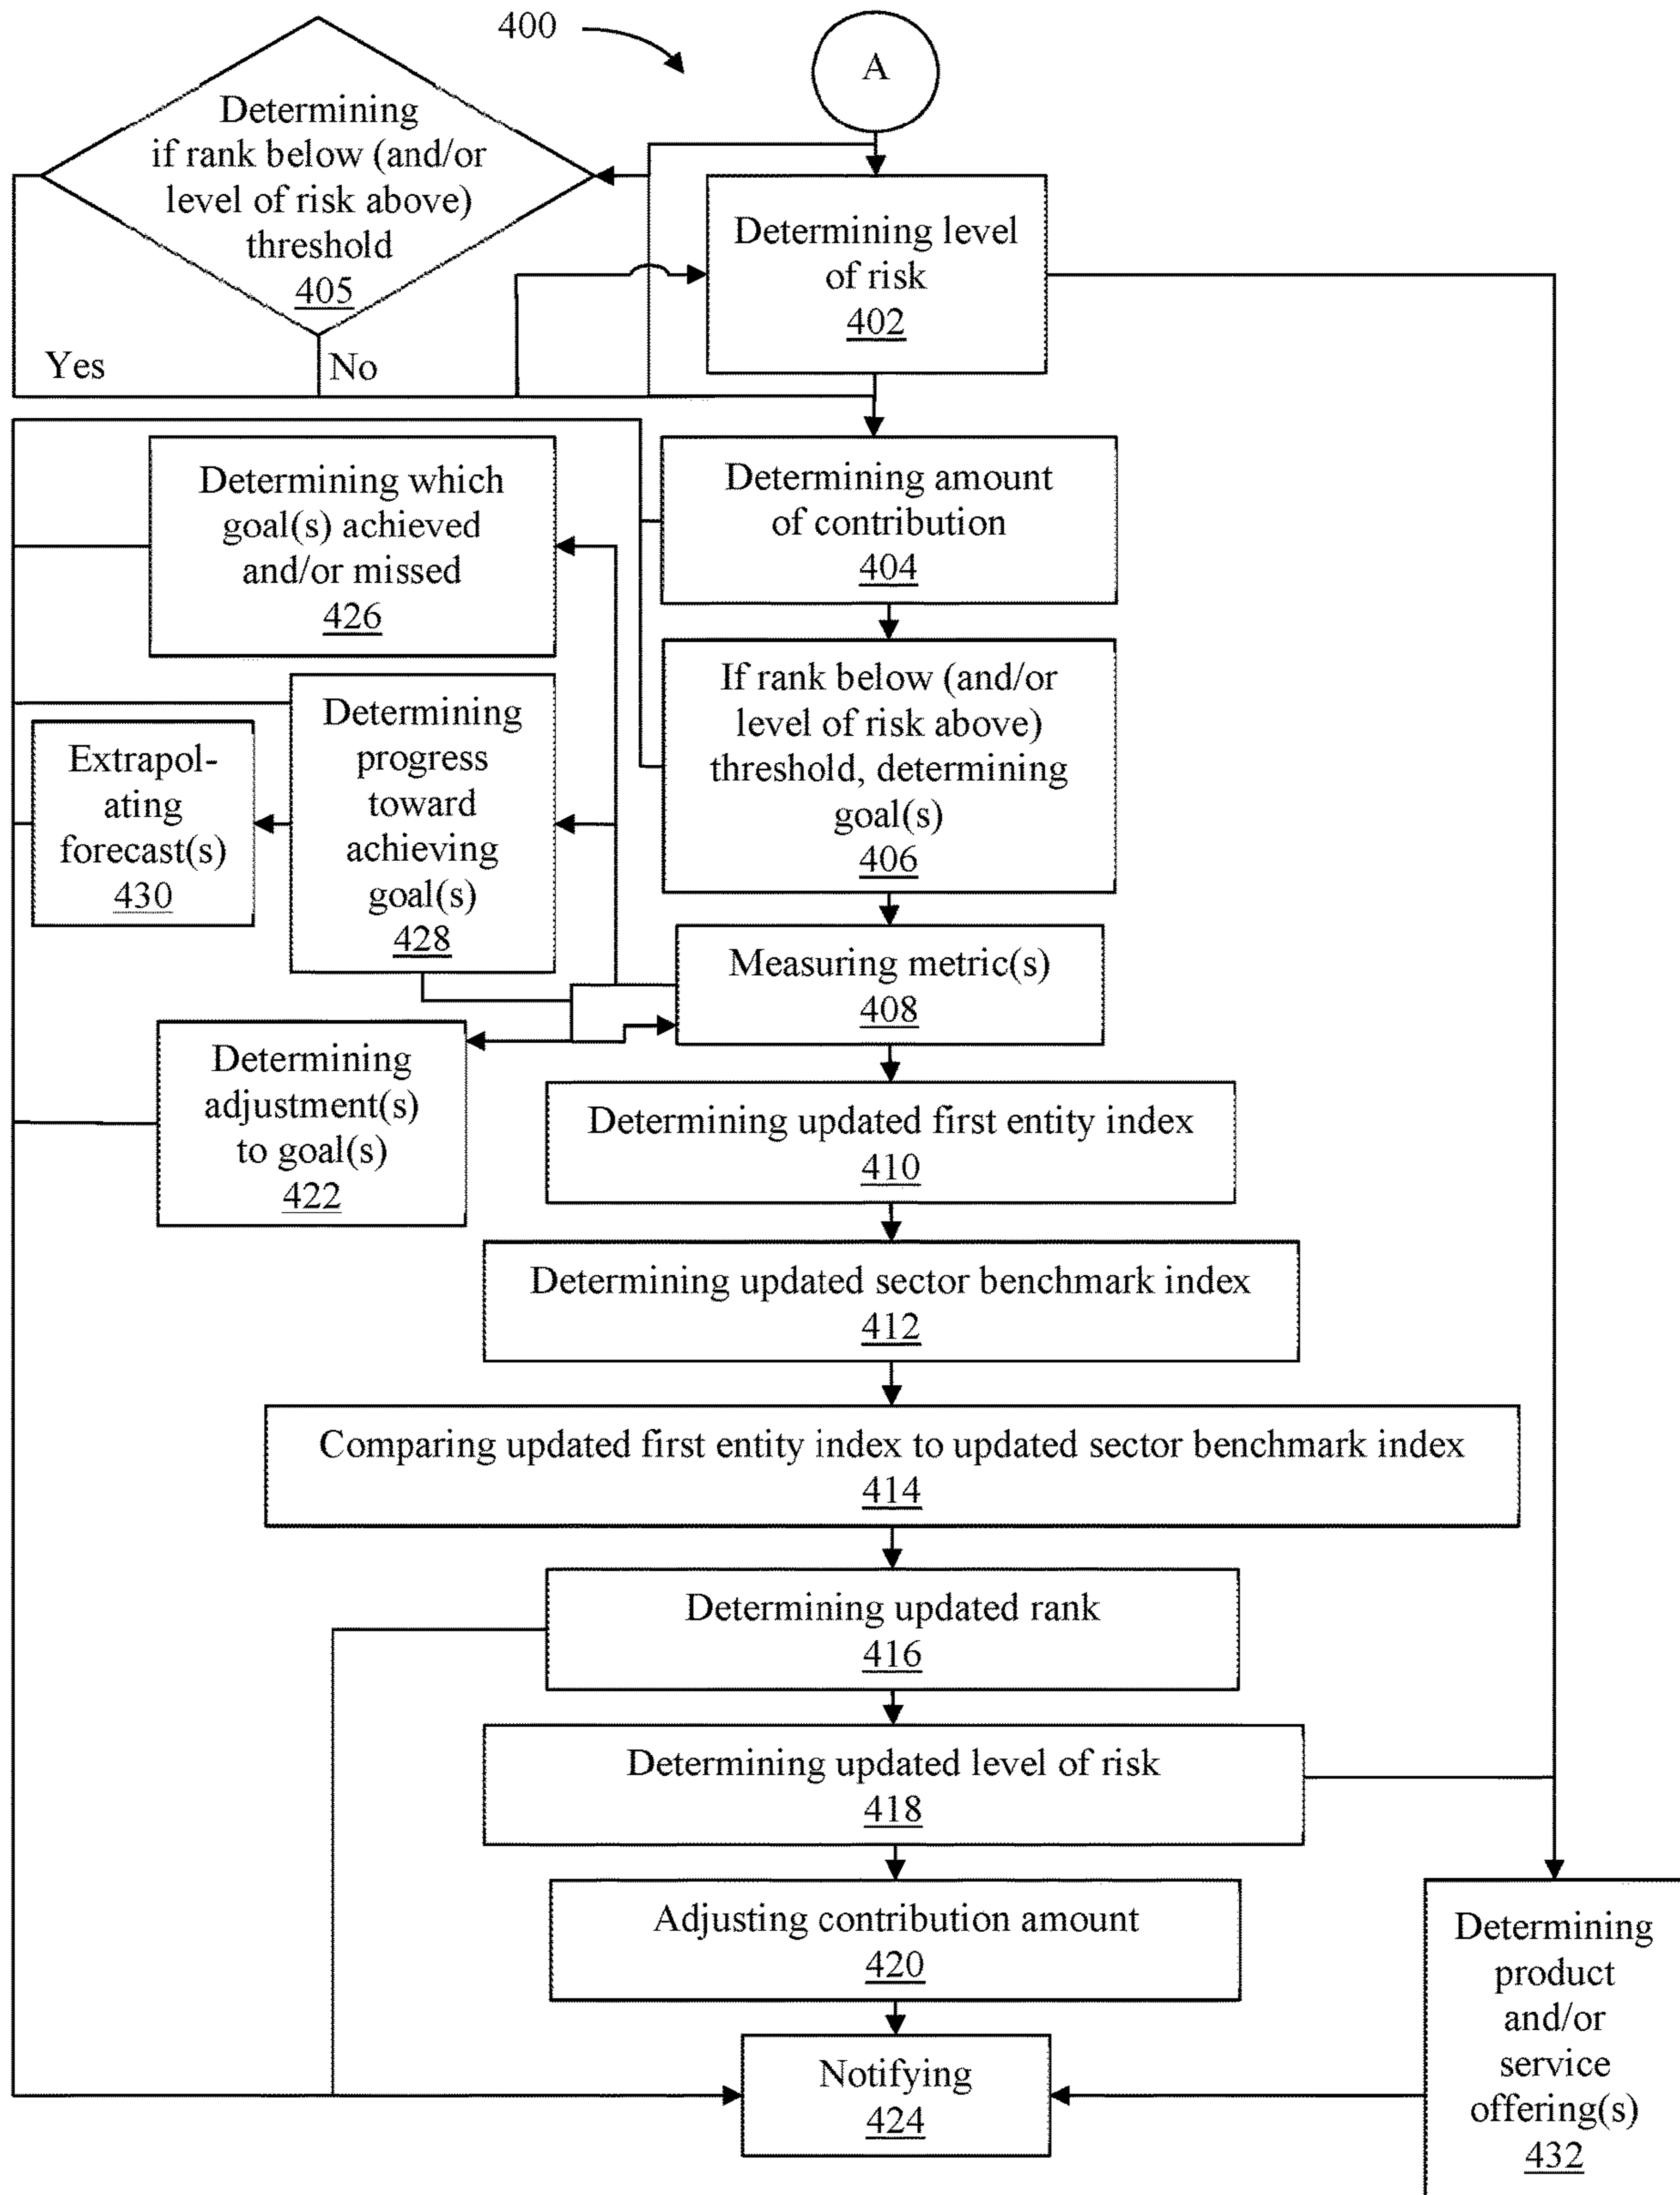 400
A
Determining
if rank below (and/or
level of risk above)
threshold
405
Yes
No
Determining level
of risk
402
Determining amount
of contribution
404
Determining which
goal(s) achieved
and/or missed
426
If rank below (and/or
level of risk above)
threshold, determining
goal(s)
406
Determining
progress
toward
achieving
goal(s)
428
Extrapol-
ating
forecast(s)
430
Measuring metric(s)
408
Determining
adjustment(s)
to goal(s)
422
Determining updated first entity index
410
Determining updated sector benchmark index
412
Comparing updated first entity index to updated sector benchmark index
414
Determining updated rank
416
Determining updated level of risk
418
Adjusting contribution amount
420
Notifying
424
Determining
product
and/or
service
offering(s)
432